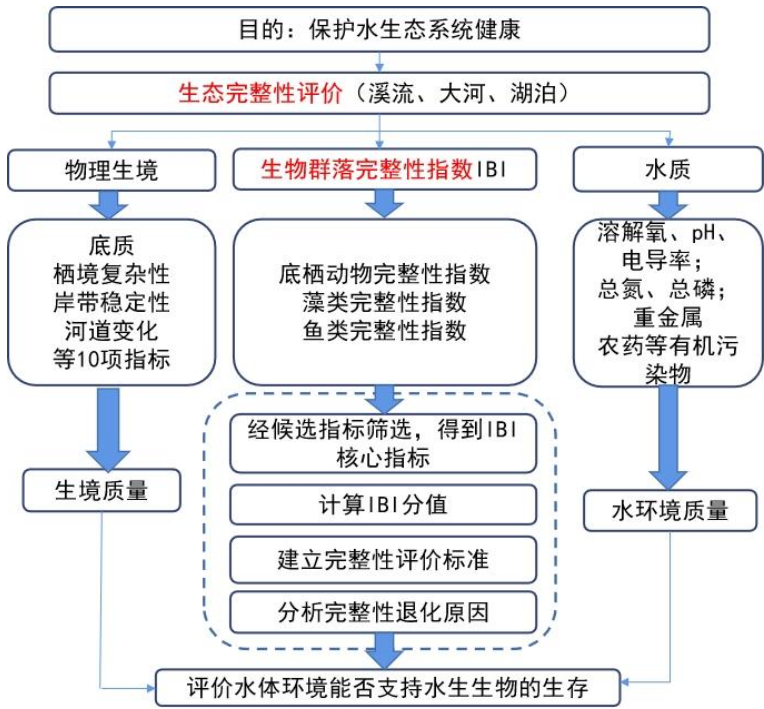 目的：保护水生态系统健康
生态完整性评价（溪流、大河、湖泊）
物理生境
生物群落完整性指数IBI
水质
底质
栖境复杂性
岸带稳定性
河道变化
等10项指标
底栖动物完整性指数
藻类完整性指数
鱼类完整性指数
溶解氧、pH、
电导率；
总氮、总磷；
重金属
农药等有机污
染物
经候选指标筛选，得到IBI
核心指标
计算IBI分值
建立完整性评价标准
分析完整性退化原因
生境质量
水环境质量
评价水体环境能否支持水生生物的生存